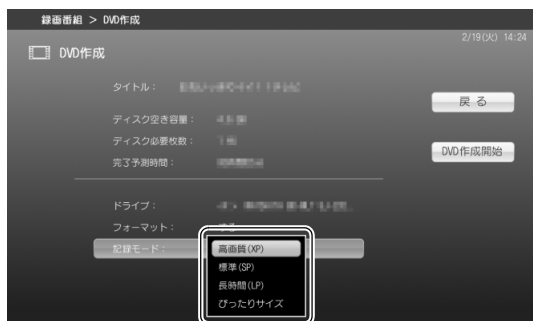 録画番組 ＞ DVD作成
2/19(火) 14:24
DVD作成
タイトル：
戻る
ディスク空き容量：
ディスク必要枚数：
DVD作成開始
完了予測時間：
ドライブ：
フォーマット：
記録モード：
高画質(XP)
標準(SP)
長時間(LP)
ぴったりサイズ